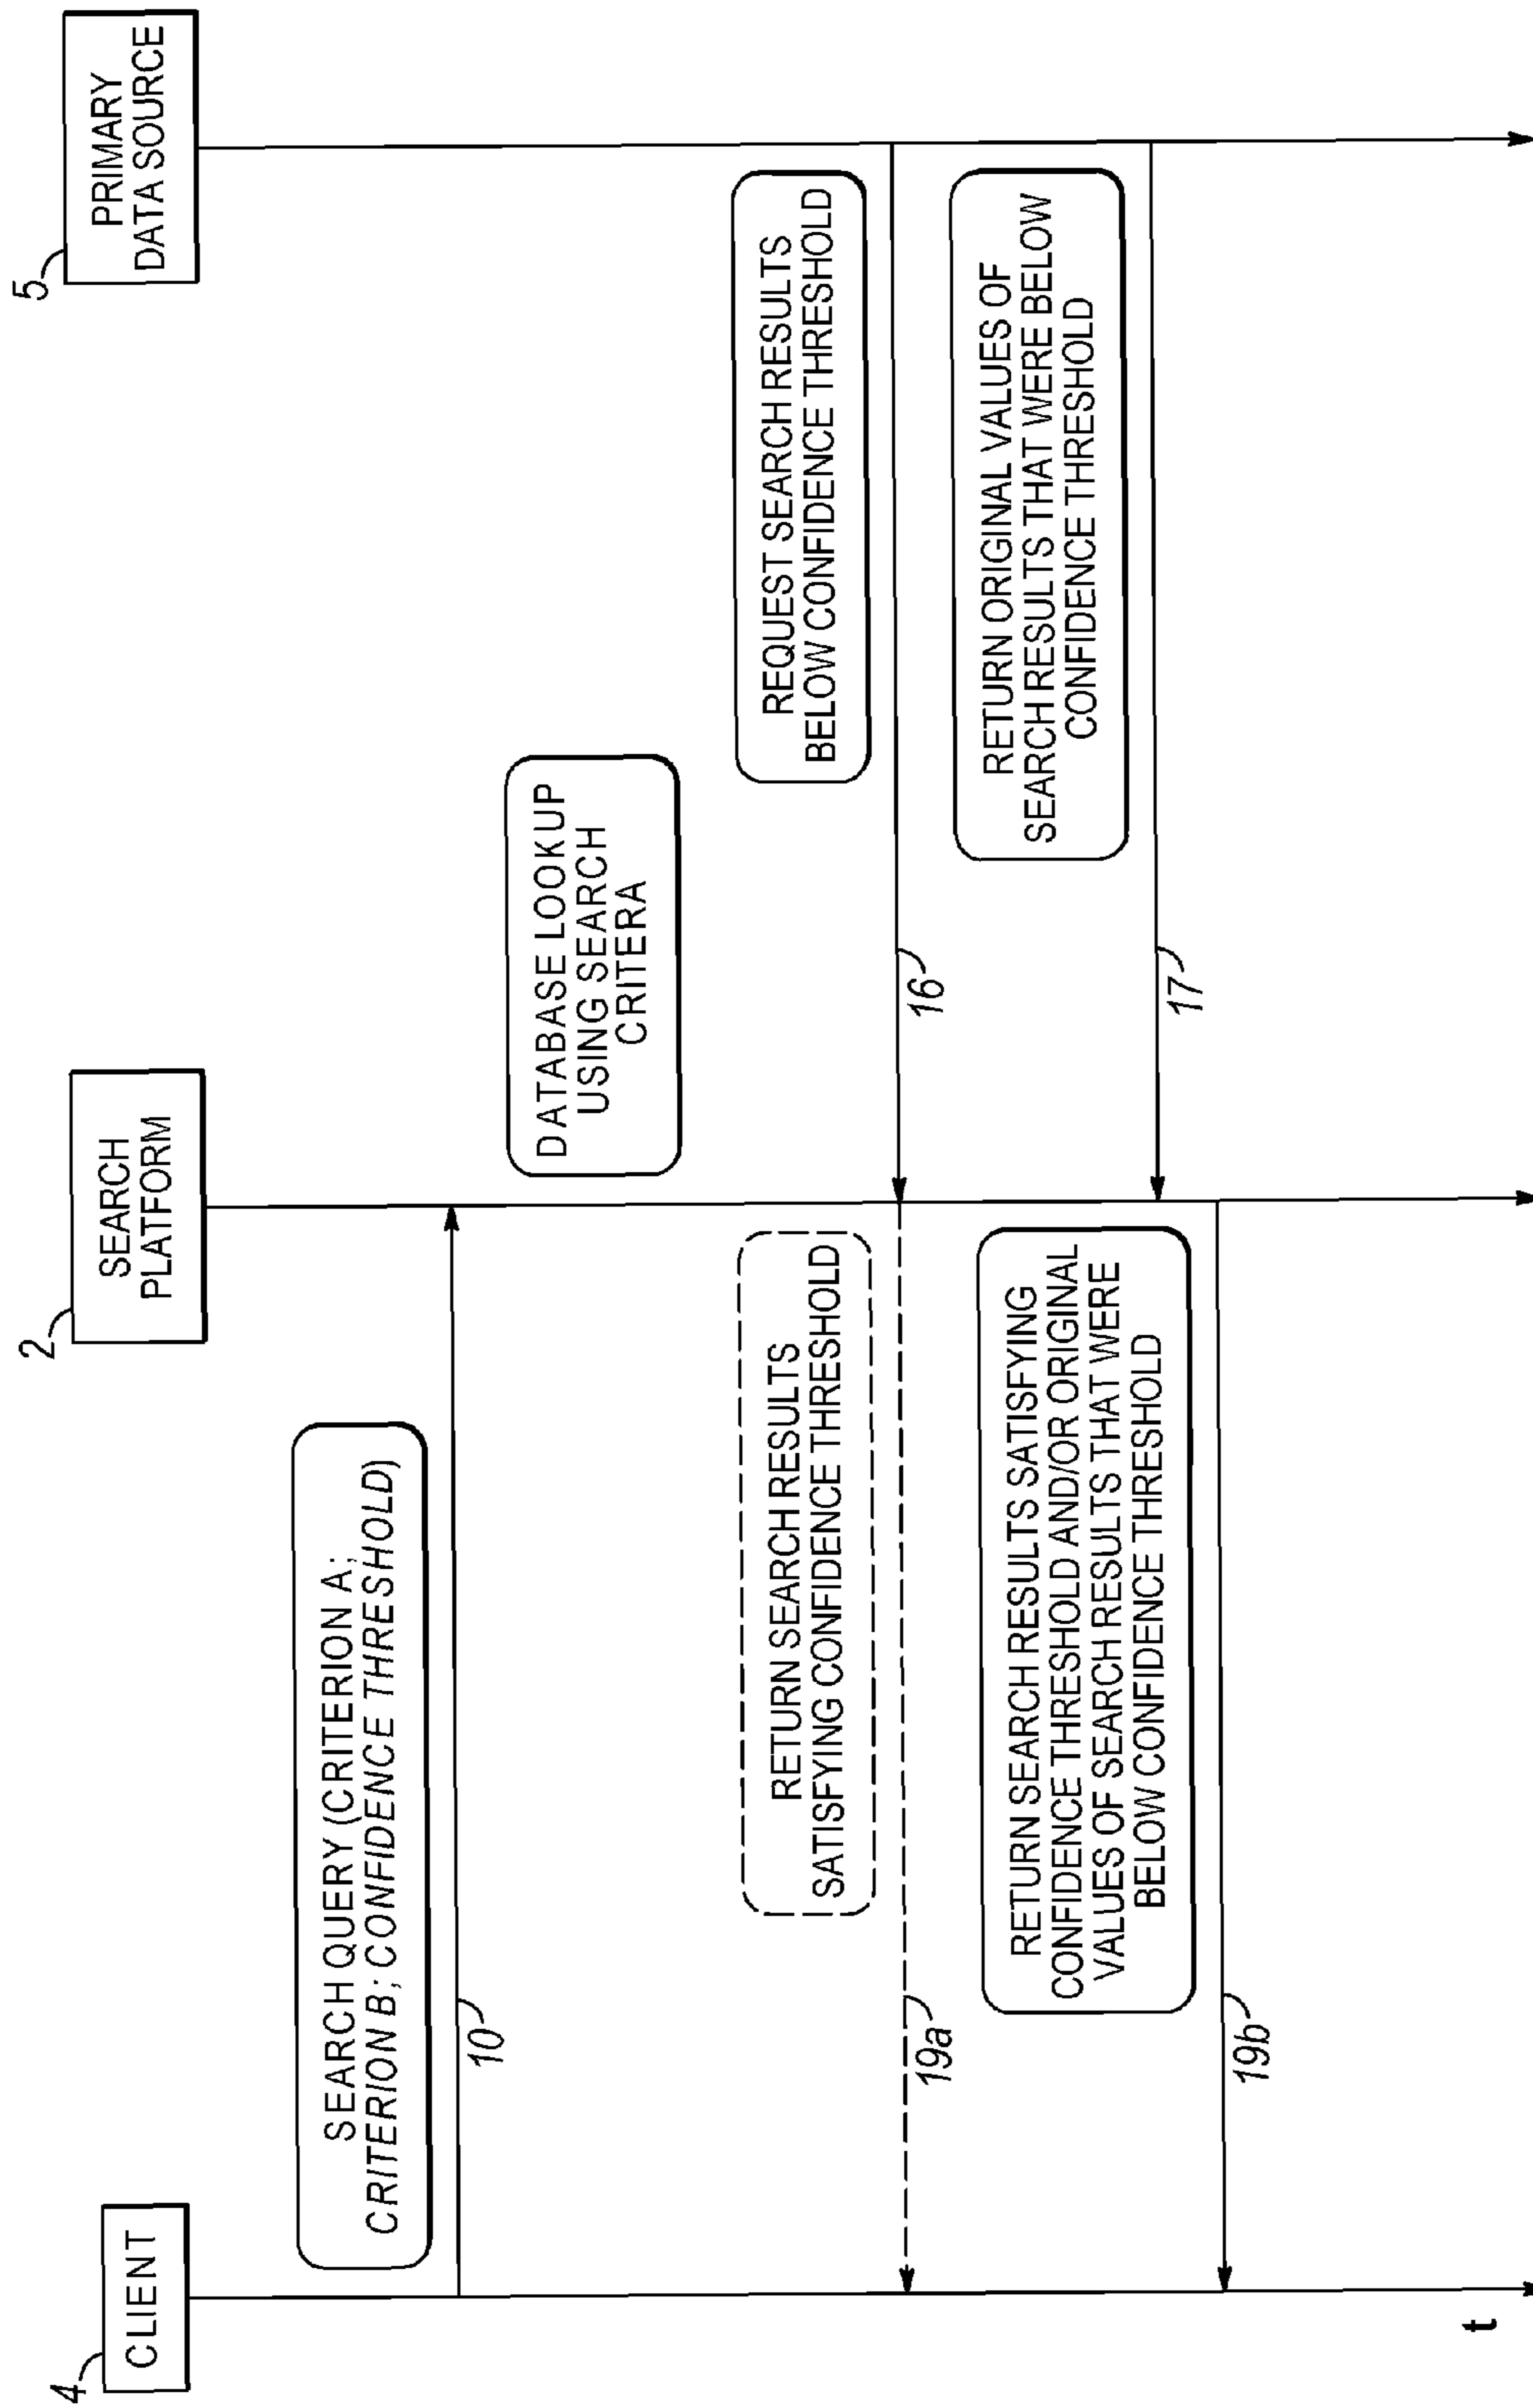 4
CLIENT
2
SEARCH
PLATFORM
5
PRIMARY
DATA SOURCE
SEARCH QUERY (CRITERION A;
CRITERION B; CONFIDENCE THRESHOLD)
10
DATABASE LOOKUP
USING SEARCH
CRITERA
RETURN SEARCH RESULTS
SATISFYING CONFIDENCE THRESHOLD
19a
REQUEST SEARCH RESULTS
BELOW CONFIDENCE THRESHOLD
16
RETURN SEARCH RESULTS SATISFYING
CONFIDENCE THRESHOLD AND/OR ORIGINAL
VALUES OF SEARCH RESULTS THAT WERE
BELOW CONFIDENCE THRESHOLD
19b
RETURN ORIGINAL VALUES OF
SEARCH RESULTS THAT WERE BELOW
CONFIDENCE THRESHOLD
17
t